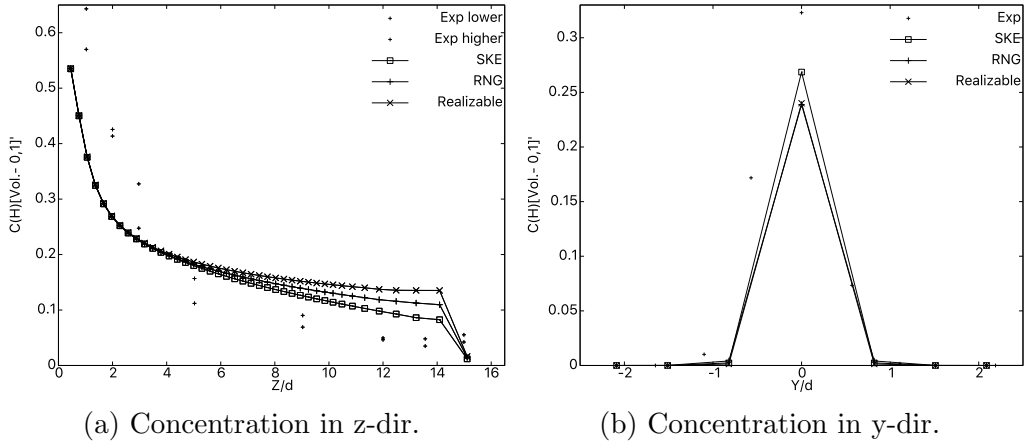 0.6
0.5
0.4
0.3
0.2
0.1
0
C(H)[Vol.- 0,1]'
Exp lower
Exp higher
SKE
RNG
Realizable
0 2 4 6 8 10 12 14 16
Z/d
(a) Concentration in z-dir.
0.3
0.25
0.2
0.15
0.1
0.05
0
C(H)[Vol.- 0,1]'
Exp
SKE
RNG
Realizable
-2 -1 0 1 2
Y/d
(b) Concentration in y-dir.